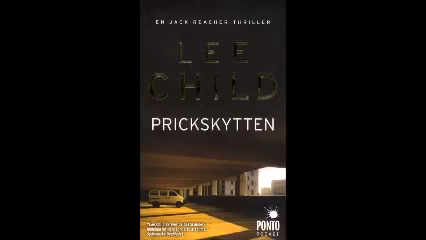 EN JACK REACHER THRILLER
LEE
CHILD
PRICKSKYTTEN
PONTO
POCKET